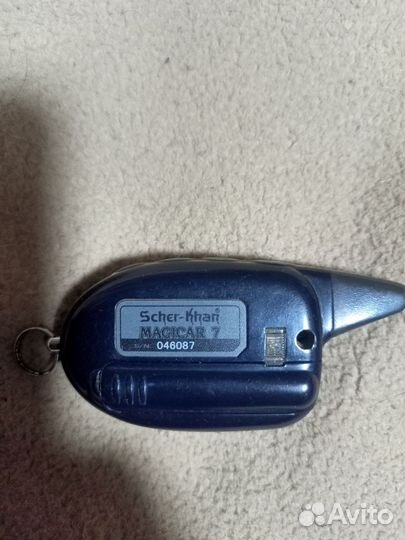 Scher-Khan
MAGICAR 7
S/N: 046087
Avito